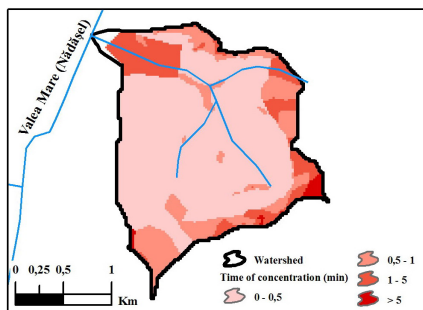 Valea Mare (Nădășel)
Watershed
Time of concentration (min)
0 - 0,5
0,5 - 1
1 - 5
> 5
0 0,25 0,5 1
Km